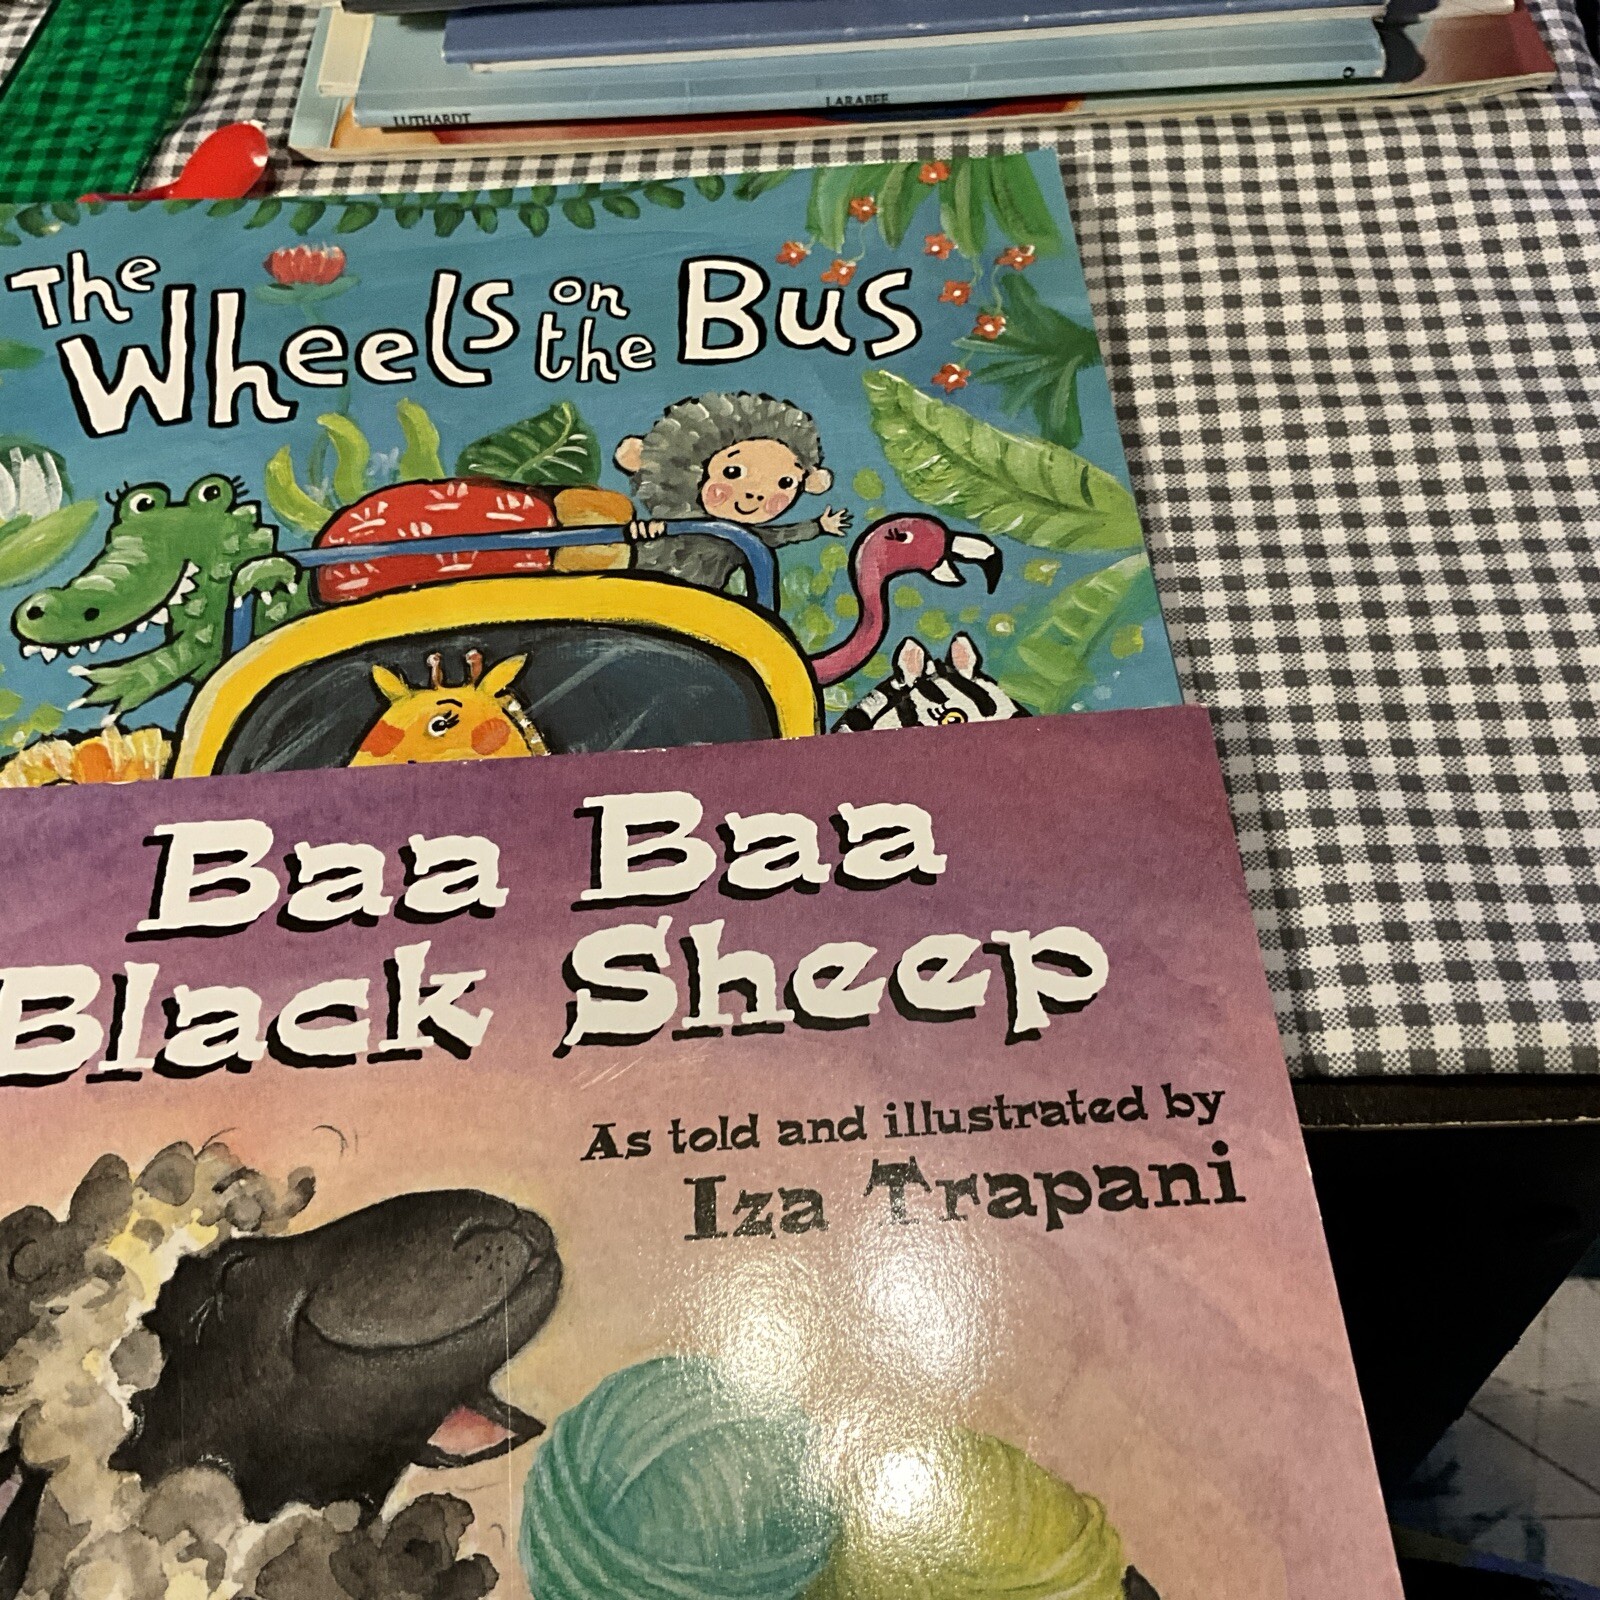 LUTHARDT
LARABEE
The
Wheels on the Bus
Baa Baa
Black Sheep
As told and illustrated by
Iza Trapani